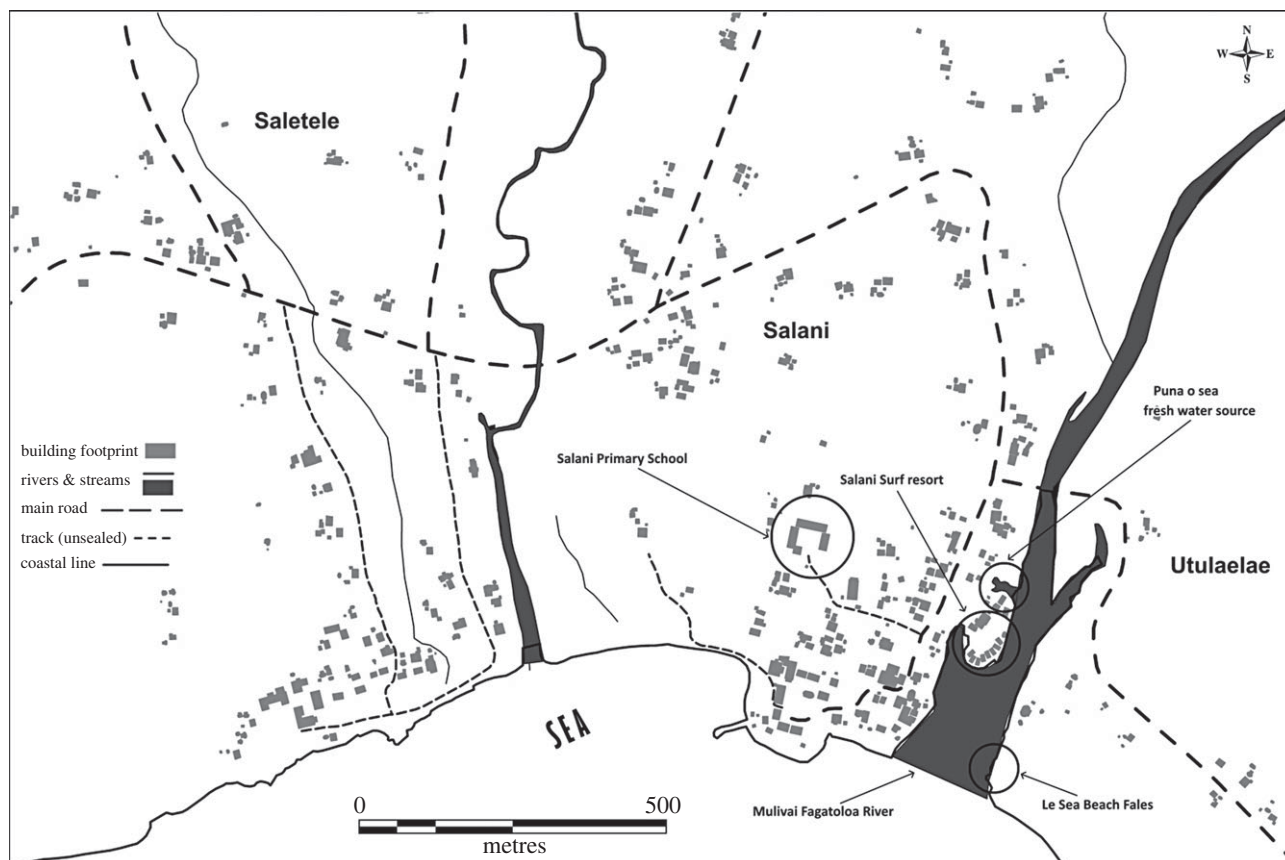 N
W E
S
Saletele
Salani
Puna o sea
fresh water source
building footprint
rivers & streams
main road
track (unsealed)
coastal line
Salani Primary School
Salani Surf resort
Utulaelae
SEA
Mulivai Fagatoloa River
Le Sea Beach Fales
0 500
metres